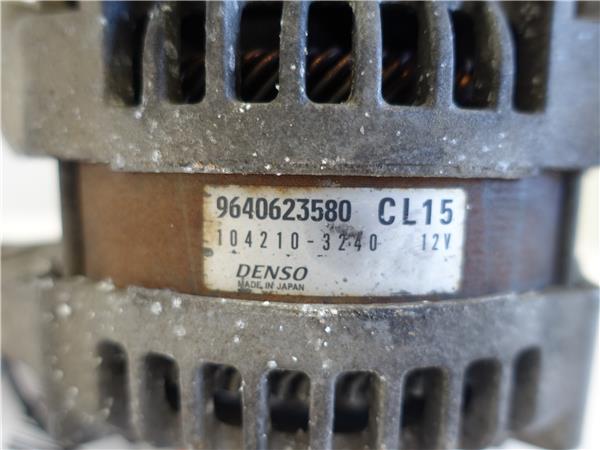 9640623580 CL15
104210-3240 12V
DENSO
MADE IN JAPAN